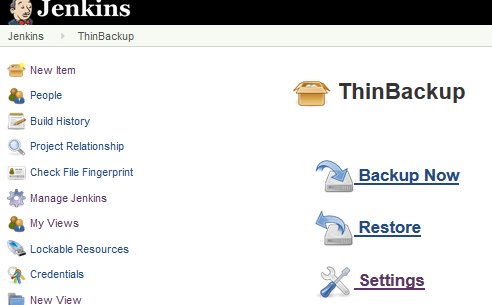 Jenkins
Jenkins ThinBackup
New Item
People
Build History
Project Relationship
Check File Fingerprint
Manage Jenkins
My Views
Lockable Resources
Credentials
New View
ThinBackup
Backup Now
Restore
Settings